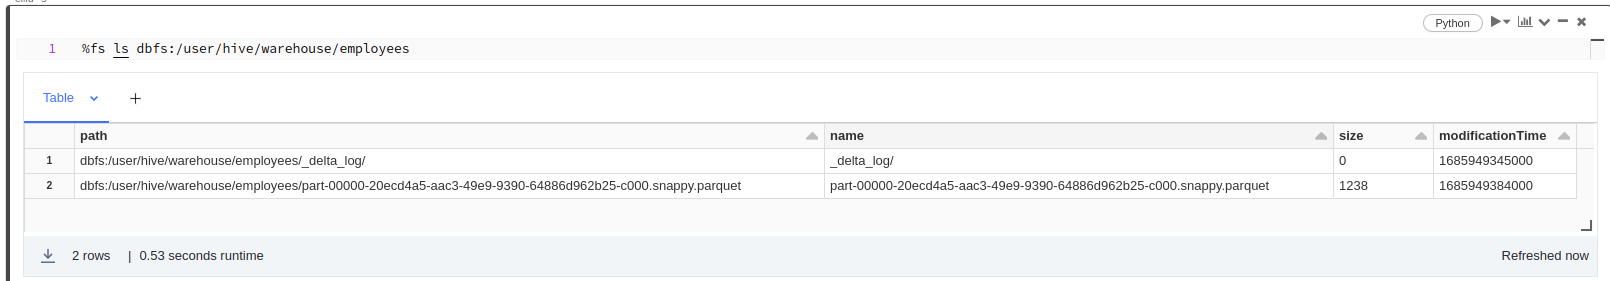 Python
1 %fs ls dbfs:/user/hive/warehouse/employees
Table +
path name size modificationTime
1 dbfs:/user/hive/warehouse/employees/_delta_log/ _delta_log/ 0 1685949345000
2 dbfs:/user/hive/warehouse/employees/part-00000-20ecd4a5-aac3-49e9-9390-64886d962b25-c000.snappy.parquet part-00000-20ecd4a5-aac3-49e9-9390-64886d962b25-c000.snappy.parquet 1238 1685949384000
2 rows | 0.53 seconds runtime Refreshed now